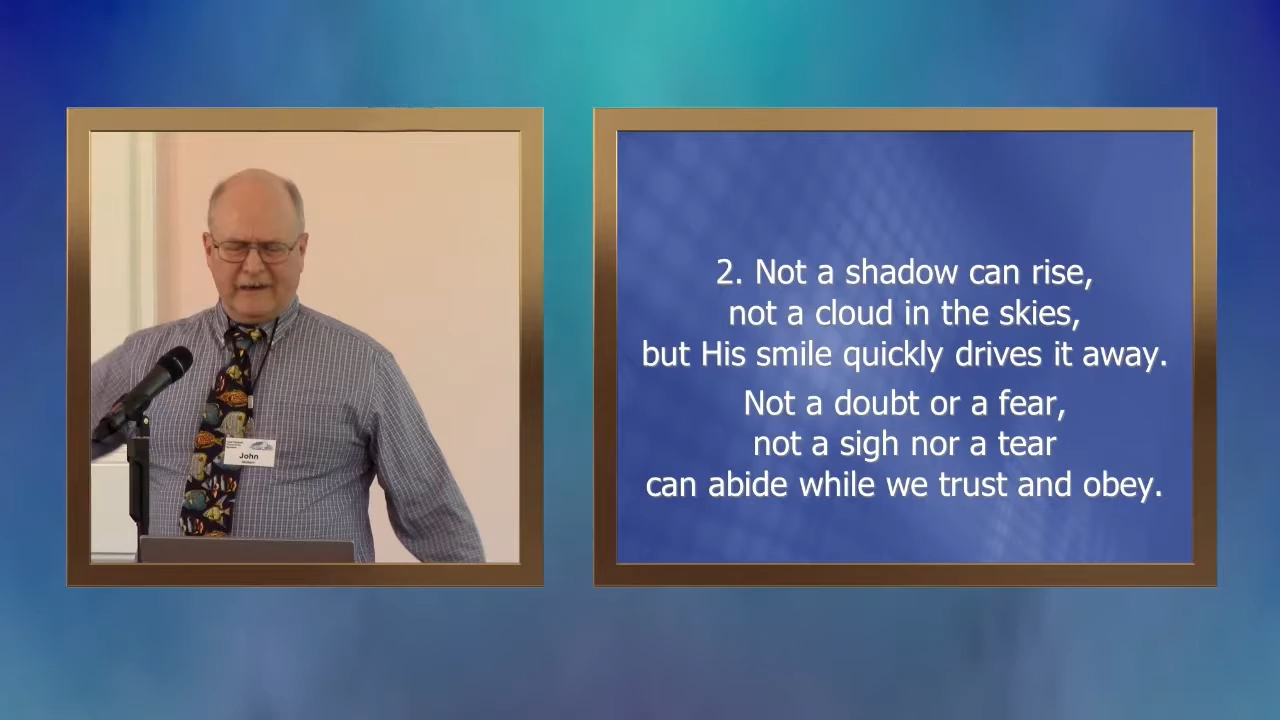 John
2. Not a shadow can rise,
not a cloud in the skies,
but His smile quickly drives it away.
Not a doubt or a fear,
not a sigh nor a tear
can abide while we trust and obey.